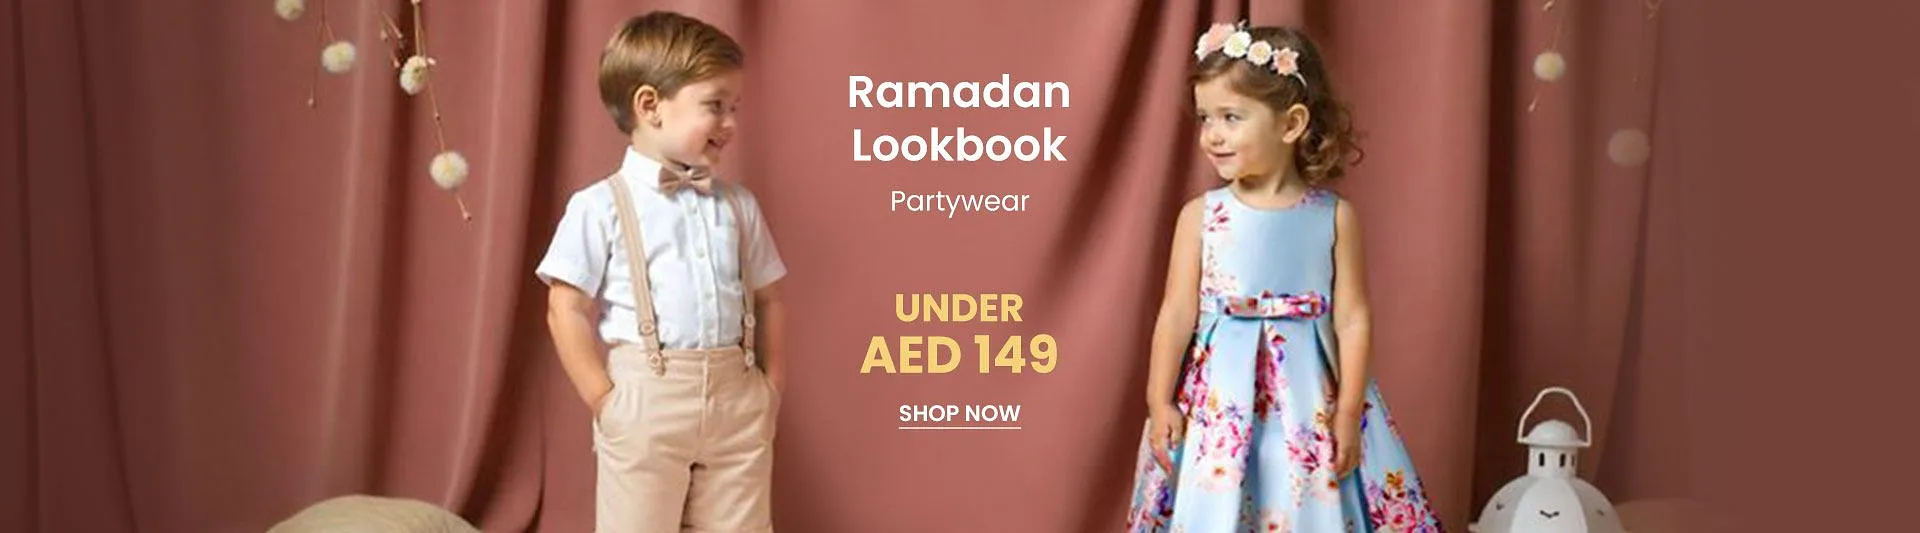 Ramadan
Lookbook
Partywear
UNDER
AED 149
SHOP NOW